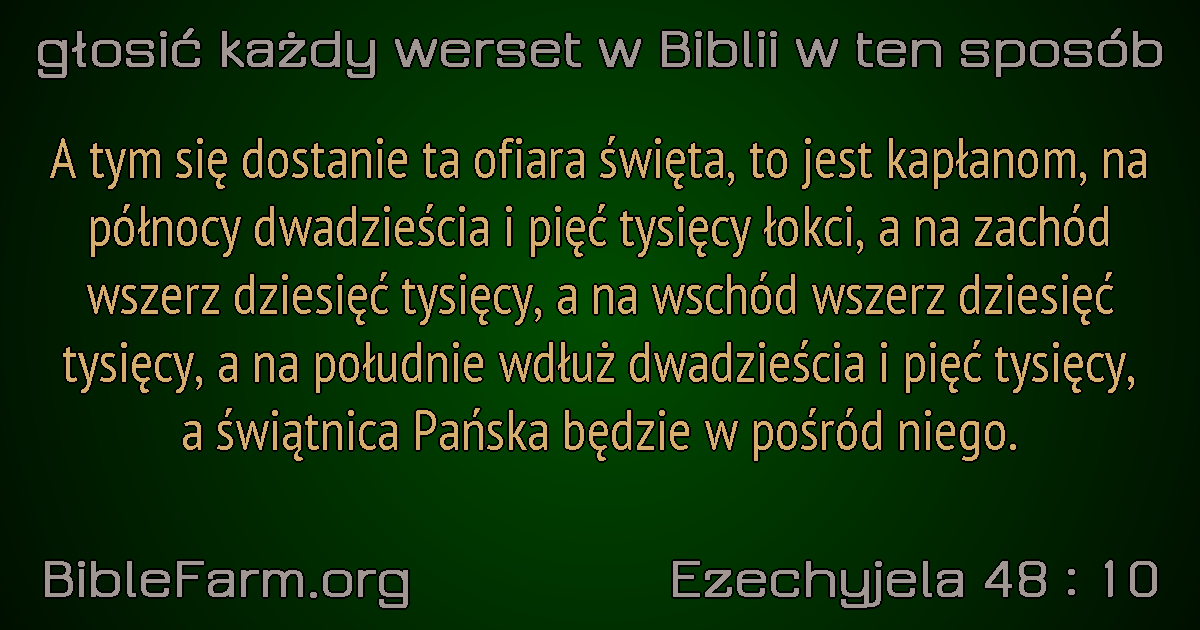 głosić każdy werset w Biblii w ten sposób
A tym się dostanie ta ofiara święta, to jest kapłanom, na
północy dwadzieścia i pięć tysięcy łokci, a na zachód
wszerz dziesięć tysięcy, a na wschód wszerz dziesięć
tysięcy, a na południe wdłuż dwadzieścia i pięć tysięcy,
a świątnica Pańska będzie w pośród niego.
BibleFarm.org
Ezechyjela 48 : 10